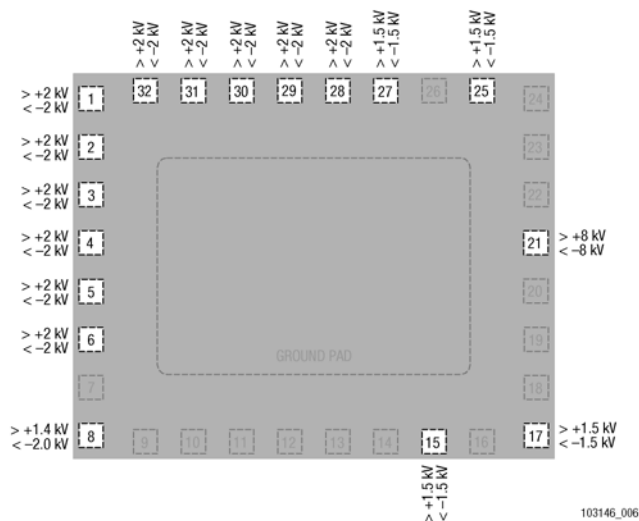 > +2 kV
< –2 kV
> +2 kV
< –2 kV
> +2 kV
< –2 kV
> +2 kV
< –2 kV
> +2 kV
< –2 kV
> +1.5 kV
< –1.5 kV
> +1.5 kV
< –1.5 kV
32 31 30 29 28 27 26 25
> +2 kV
< –2 kV
1
24
> +2 kV
< –2 kV
2
23
> +2 kV
< –2 kV
3
22
> +2 kV
< –2 kV
4
21
> +8 kV
< –8 kV
> +2 kV
< –2 kV
5
20
> +2 kV
< –2 kV
6
19
GROUND PAD
7
18
> +1.4 kV
< –2.0 kV
8
9 10 11 12 13 14 15 16
17
> +1.5 kV
< –1.5 kV
> +1.5 kV
< –1.5 kV
103146_006